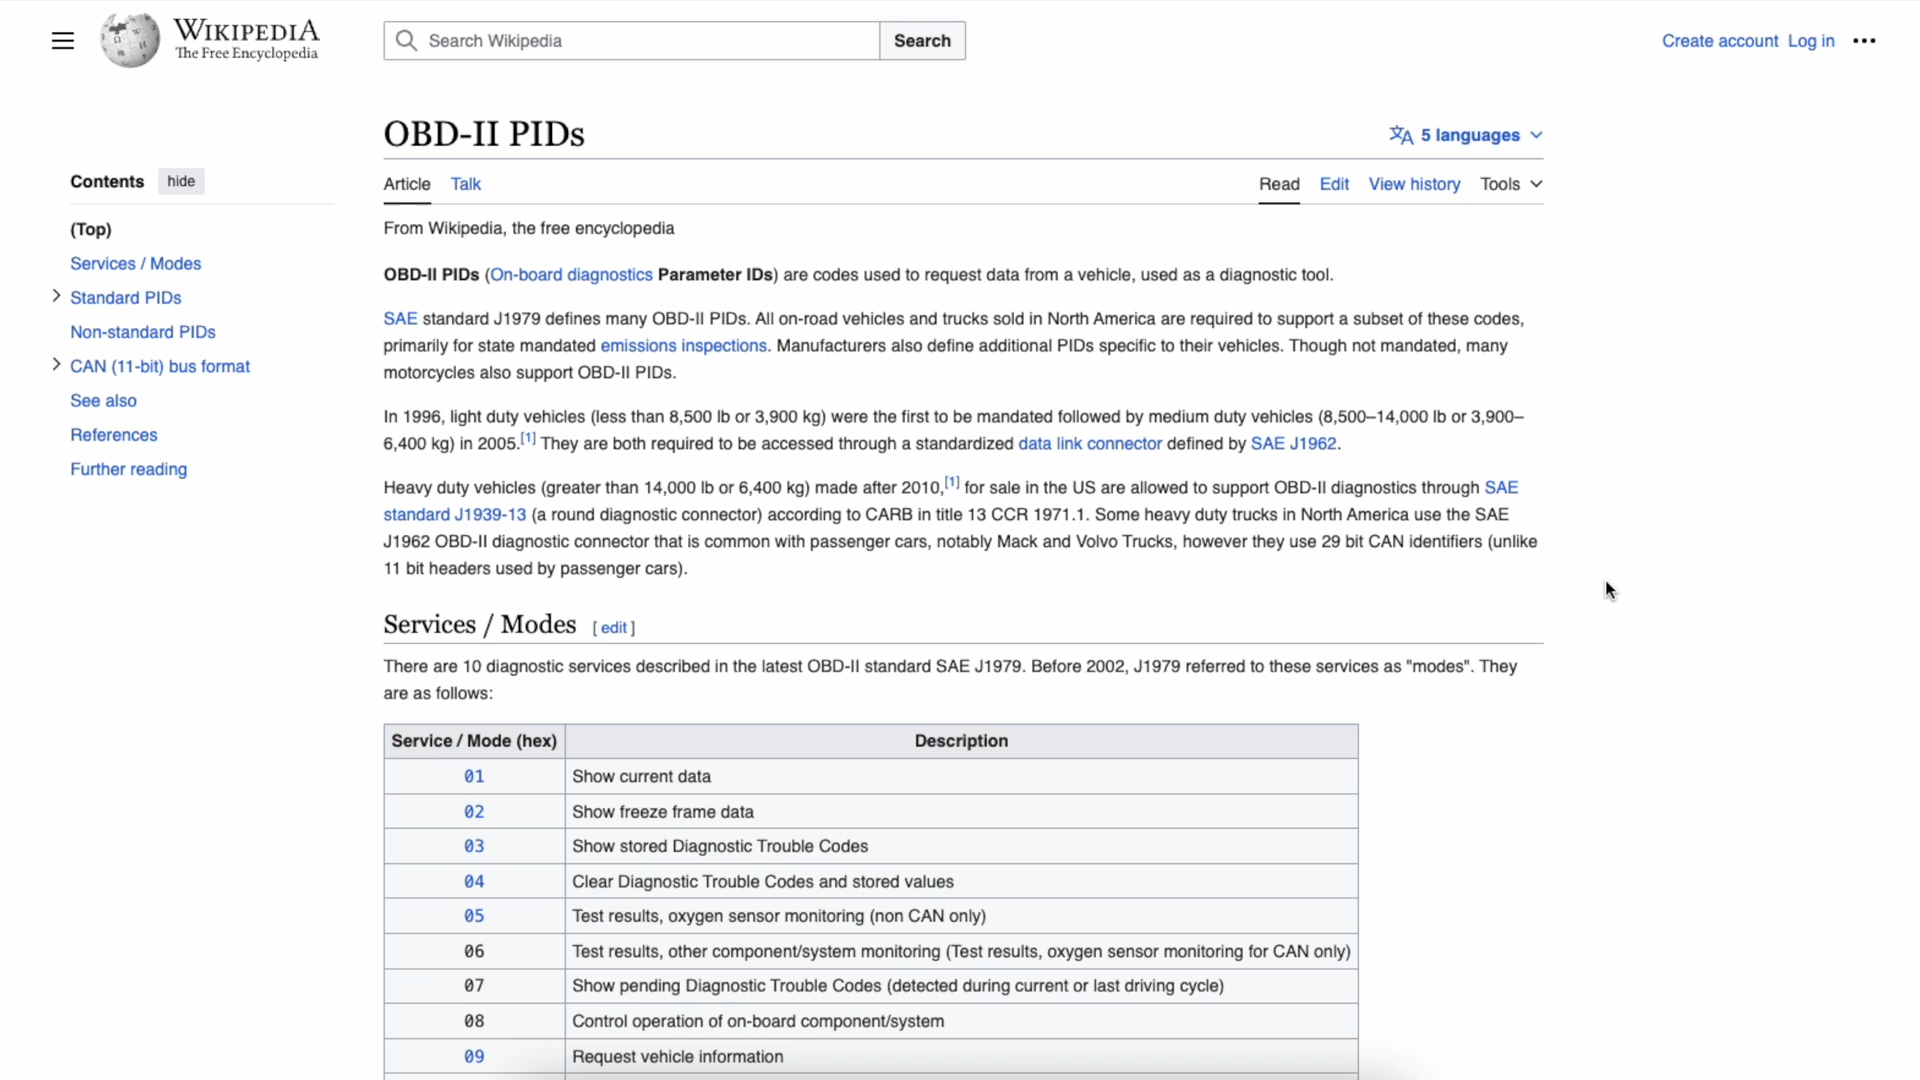 WIKIPEDIA
The Free Encyclopedia
Search Wikipedia
Search
Create account Log in
OBD-II PIDs
5 languages
Contents hide
Article Talk
Read Edit View history Tools
(Top)
Services / Modes
Standard PIDs
Non-standard PIDs
CAN (11-bit) bus format
See also
References
Further reading
From Wikipedia, the free encyclopedia
OBD-II PIDs (On-board diagnostics Parameter IDs) are codes used to request data from a vehicle, used as a diagnostic tool.
SAE standard J1979 defines many OBD-II PIDs. All on-road vehicles and trucks sold in North America are required to support a subset of these codes,
primarily for state mandated emissions inspections. Manufacturers also define additional PIDs specific to their vehicles. Though not mandated, many
motorcycles also support OBD-II PIDs.
In 1996, light duty vehicles (less than 8,500 lb or 3,900 kg) were the first to be mandated followed by medium duty vehicles (8,500–14,000 lb or 3,900–
6,400 kg) in 2005.[1] They are both required to be accessed through a standardized data link connector defined by SAE J1962.
Heavy duty vehicles (greater than 14,000 lb or 6,400 kg) made after 2010,[1] for sale in the US are allowed to support OBD-II diagnostics through SAE
standard J1939-13 (a round diagnostic connector) according to CARB in title 13 CCR 1971.1. Some heavy duty trucks in North America use the SAE
J1962 OBD-II diagnostic connector that is common with passenger cars, notably Mack and Volvo Trucks, however they use 29 bit CAN identifiers (unlike
11 bit headers used by passenger cars).
Services / Modes [ edit ]
There are 10 diagnostic services described in the latest OBD-II standard SAE J1979. Before 2002, J1979 referred to these services as "modes". They
are as follows:
Service / Mode (hex) Description
01 Show current data
02 Show freeze frame data
03 Show stored Diagnostic Trouble Codes
04 Clear Diagnostic Trouble Codes and stored values
05 Test results, oxygen sensor monitoring (non CAN only)
06 Test results, other component/system monitoring (Test results, oxygen sensor monitoring for CAN only)
07 Show pending Diagnostic Trouble Codes (detected during current or last driving cycle)
08 Control operation of on-board component/system
09 Request vehicle information